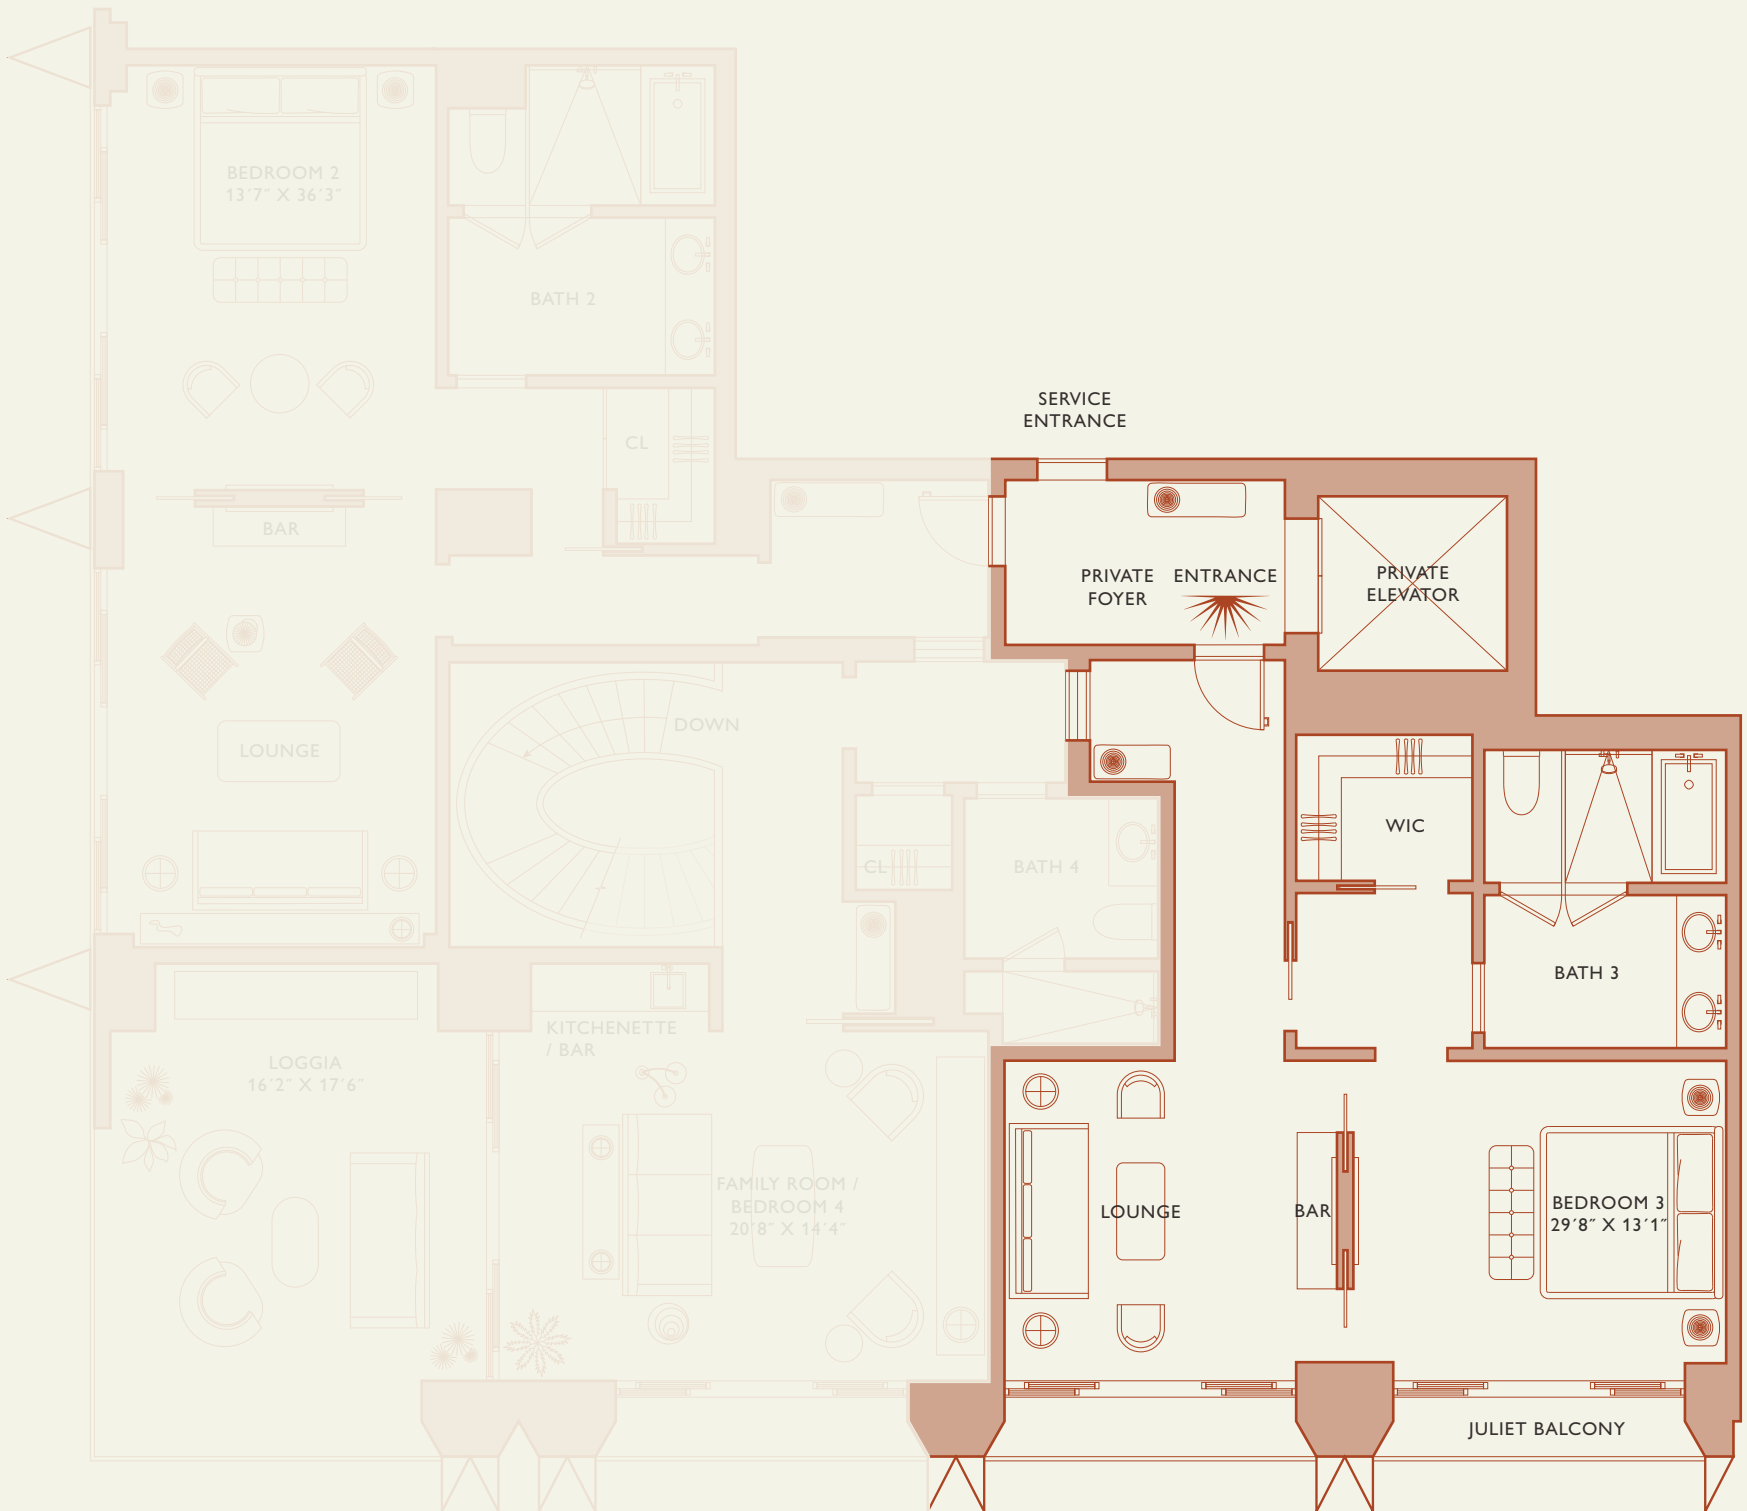 BEDROOM 2
13´7˝ X 36´3˝
BATH 2
SERVICE
ENTRANCE
CL
BAR
PRIVATE
FOYER
ENTRANCE
PRIVATE
ELEVATOR
DOWN
LOUNGE
WIC
CL
BATH 4
BATH 3
KITCHENETTE
/ BAR
LOGGIA
16´2˝ X 17´6˝
FAMILY ROOM /
BEDROOM 4
20´8˝ X 14´4˝
LOUNGE
BAR
BEDROOM 3
29´8˝ X 13´1˝
JULIET BALCONY